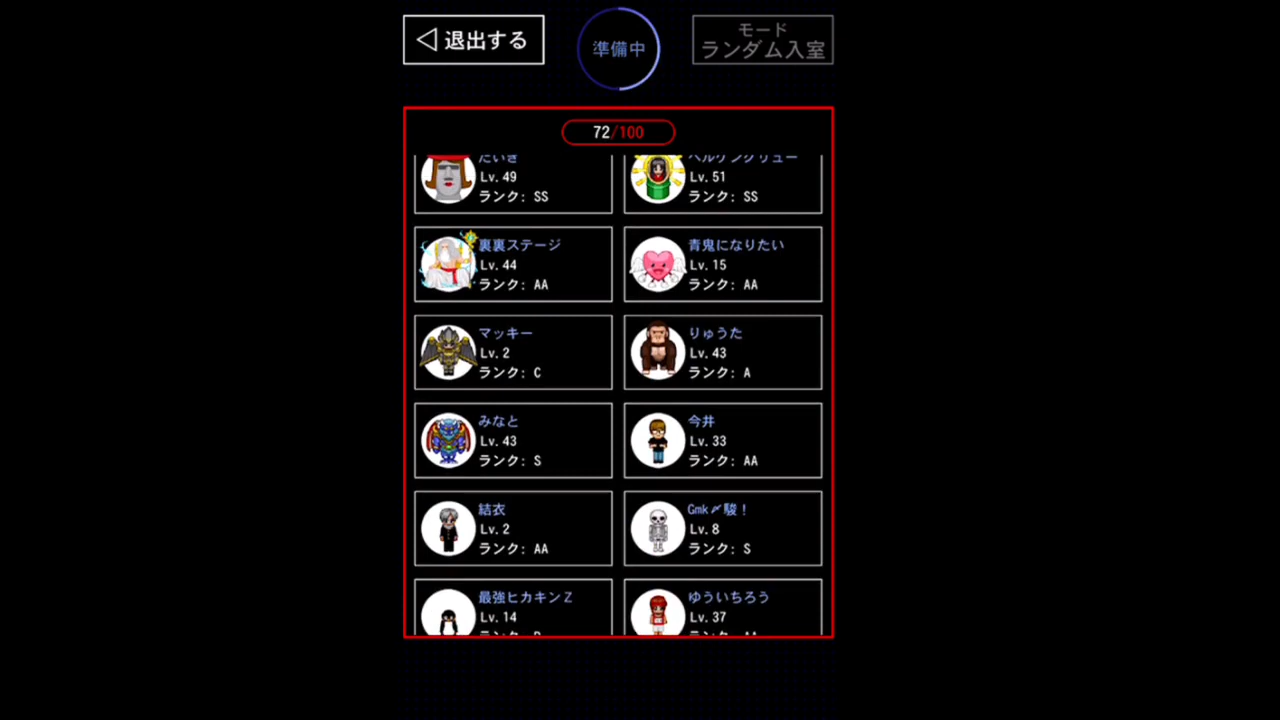 退出する
準備中
モード
ランダム入室
72/100
だいき
Lv. 49
ランク: SS
Lv. 51
ランク: SS
裏裏ステージ
Lv. 44
ランク: AA
青鬼になりたい
Lv. 15
ランク: AA
マッキー
Lv. 2
ランク: C
りゅうた
Lv. 43
ランク: A
みなと
Lv. 43
ランク: S
今井
Lv. 33
ランク: AA
結衣
Lv. 2
ランク: AA
Gmk〆駿！
Lv. 8
ランク: S
最強ヒカキンZ
Lv. 14
ゆういちろう
Lv. 37